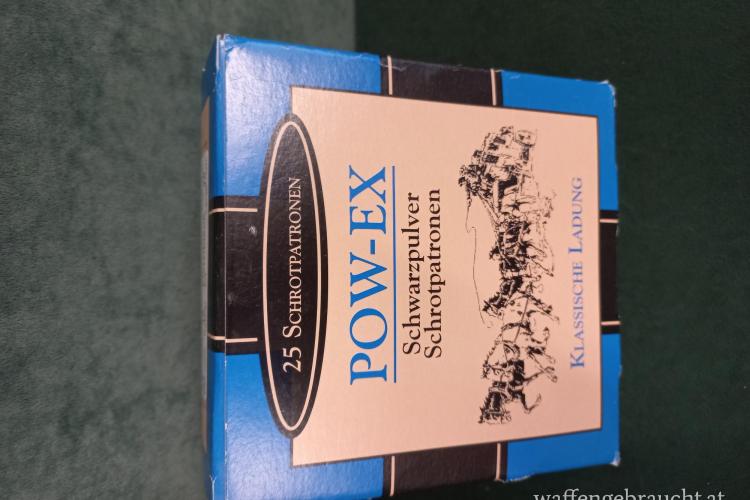 25 SCHROTPATRONEN
POW-EX
Schwarzpulver
Schrotpatronen
KLASSISCHE LADUNG
waffengebraucht.at